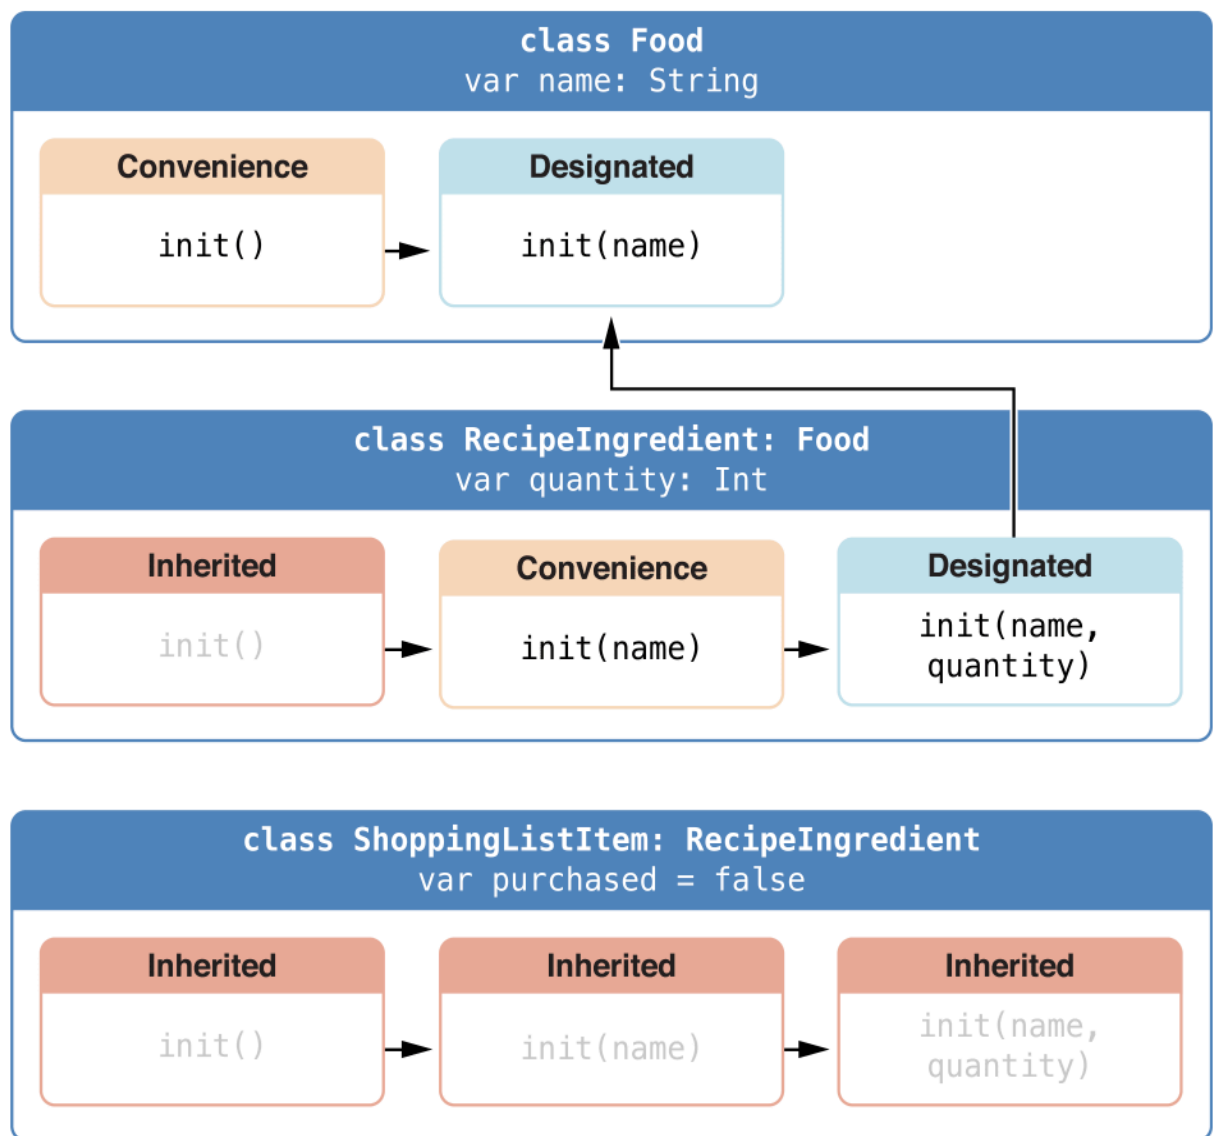 class Food
var name: String
Convenience
Designated
init()
init(name)
class RecipeIngredient: Food
var quantity: Int
Inherited
Convenience
Designated
init()
init(name)
init(name,
quantity)
class ShoppingListItem: RecipeIngredient
var purchased = false
Inherited
Inherited
Inherited
init()
init(name)
init(name,
quantity)